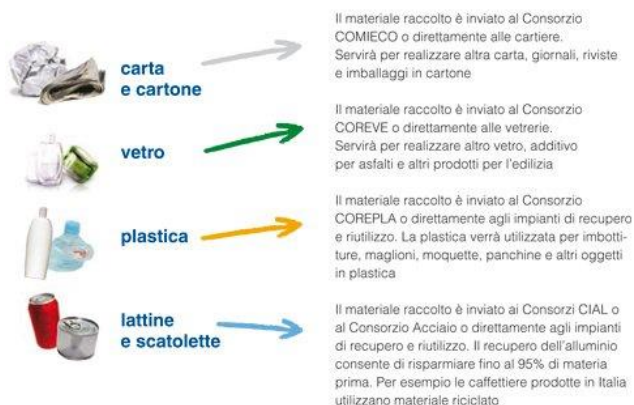 carta
e cartone
Il materiale raccolto è inviato al Consorzio
COMIECO o direttamente alle cartiere.
Servirà per realizzare altra carta, giornali, riviste
e imballaggi in cartone
vetro
Il materiale raccolto è inviato al Consorzio
COREVE o direttamente alle vetrerie.
Servirà per realizzare altro vetro, additivo
per asfalti e altri prodotti per l'edilizia
plastica
Il materiale raccolto è inviato al Consorzio
COREPLA o direttamente agli impianti di recupero
e riutilizzo. La plastica verrà utilizzata per imbotti-
ture, maglioni, moquette, panchine e altri oggetti
in plastica
lattine
e scatolette
Il materiale raccolto è inviato ai Consorzi CIAL o
al Consorzio Acciaio o direttamente agli impianti
di recupero e riutilizzo. Il recupero dell'alluminio
consente di risparmiare fino al 95% di materia
prima. Per esempio le caffettiere prodotte in Italia
utilizzano materiale riciclato